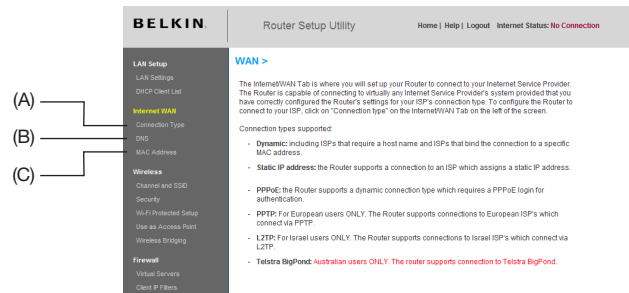 BELKIN.
Router Setup Utility
Home | Help | Logout Internet Status: No Connection
LAN Setup
LAN Settings
DHCP Client List
Internet WAN
(A)
Connection Type
(B)
DNS
(C)
MAC Address
Wireless
Channel and SSID
Security
Wi-Fi Protected Setup
Use as Access Point
Wireless Bridging
Firewall
Virtual Servers
Client IP Filters
WAN >
The Internet/WAN Tab is where you will set up your Router to connect to your Ineternet Service Provider.
The Router is capable of connecting to virtually any Internet Service Provider's system provided that you
have correctly configured the Router's settings for your ISP's connection type. To configure the Router to
connect to your ISP, click on "Connection type" on the Internet/WAN Tab on the left of the screen.
Connection types supported:
- Dynamic: including ISPs that require a host name and ISPs that bind the connection to a specific
MAC address.
- Static IP address: the Router supports a connection to an ISP which assigns a static IP address.
- PPPoE: the Router supports a dynamic connection type which requires a PPPoE login for
authentication.
- PPTP: For European users ONLY. The Router supports connections to European ISP's which
connect via PPTP.
- L2TP: For Israel users ONLY. The Router supports connections to Israel ISP's which connect via
L2TP.
- Telstra BigPond: Australian users ONLY. The router supports connection to Telstra BigPond.